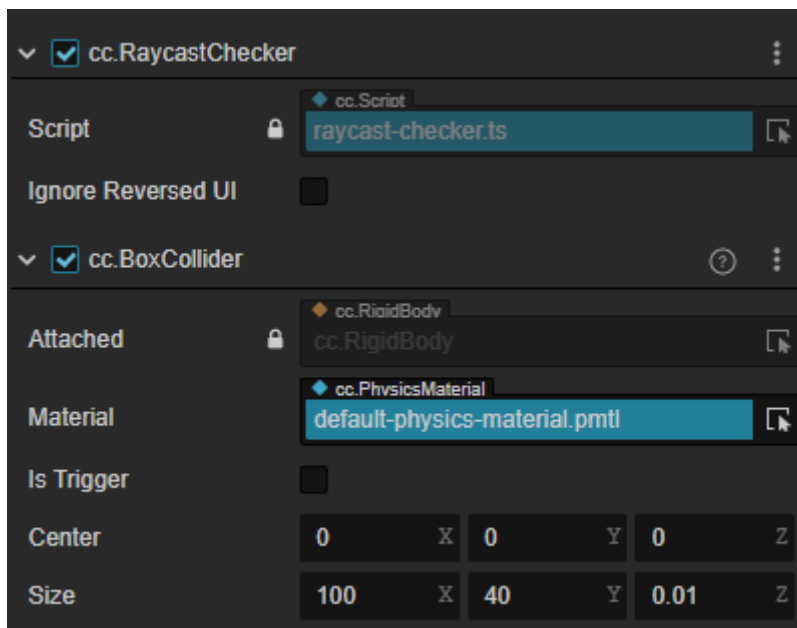 cc.RaycastChecker
cc.Script
Script raycast-checker.ts
Ignore Reversed UI
cc.BoxCollider ?
cc.RigidBody
Attached cc.RigidBody
cc.PhysicsMaterial
Material default-physics-material.pmtl
Is Trigger
Center 0 X 0 Y 0 Z
Size 100 X 40 Y 0.01 Z